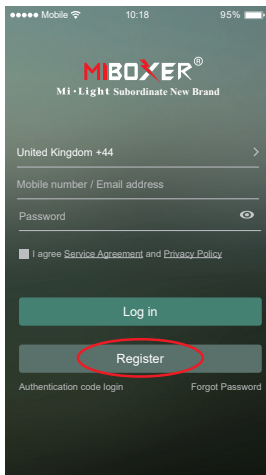 ●●●●● Mobile 10:18 95%
MIBOXER®
Mi·Light Subordinate New Brand
United Kingdom +44
Mobile number / Email address
Password
I agree Service Agreement and Privacy Policy
Log in
Register
Authentication code login Forgot Password